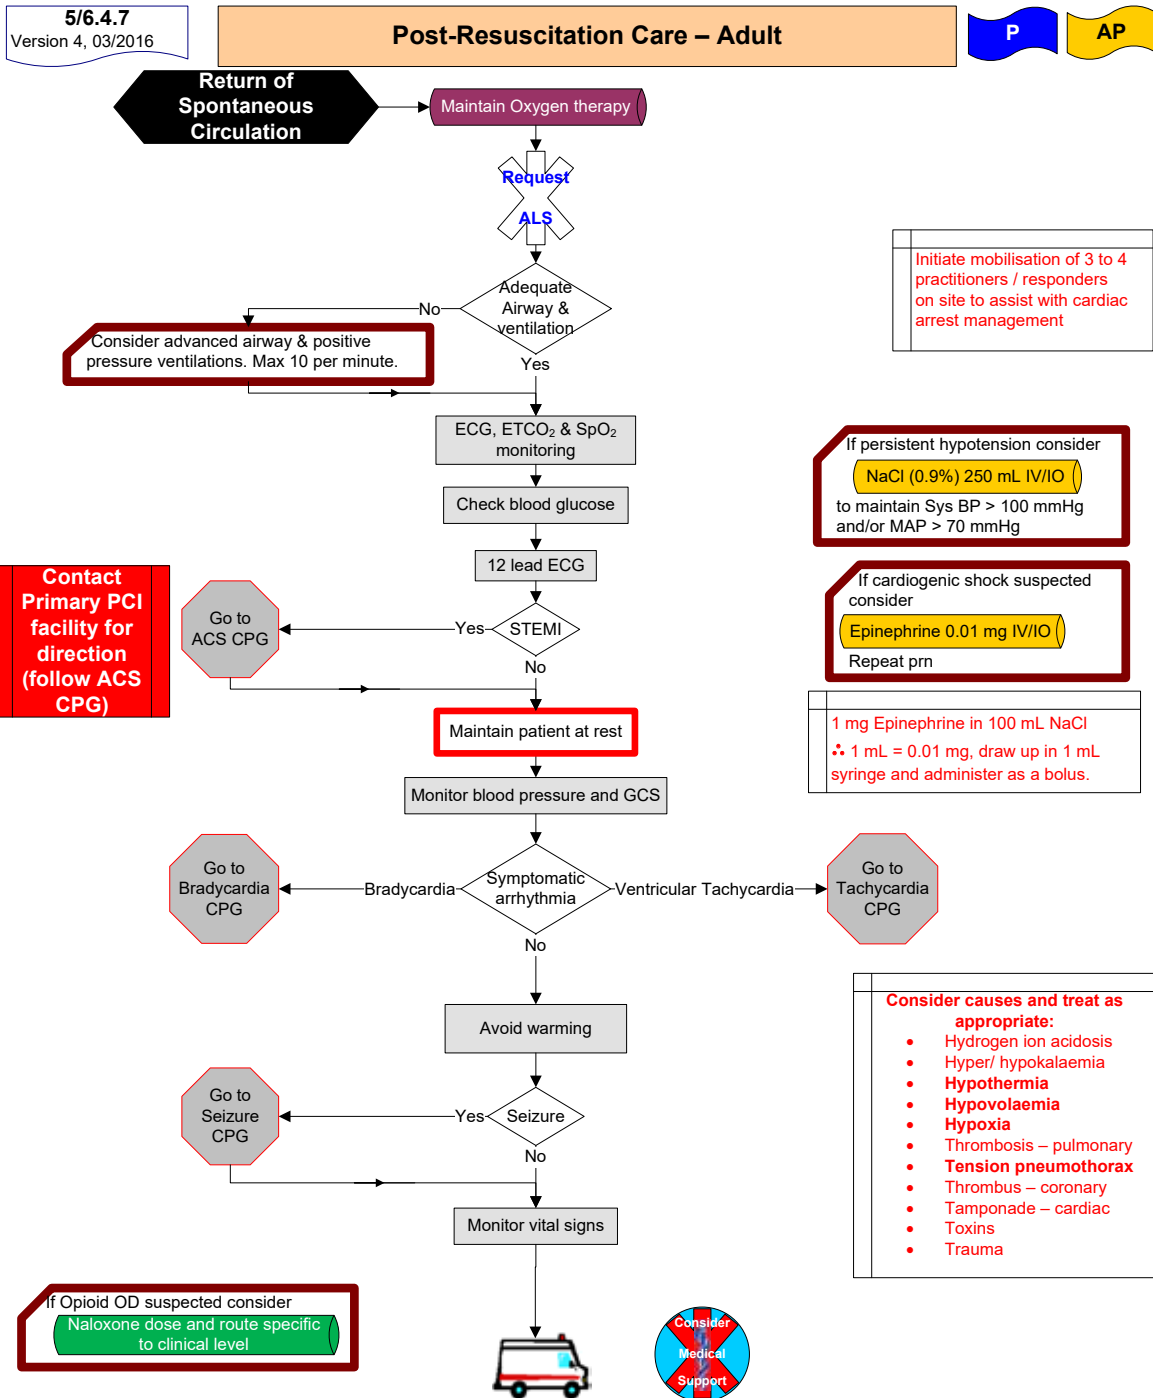 5/6.4.7
Version 4, 03/2016
Post-Resuscitation Care – Adult
P
AP
Return of
Spontaneous
Circulation
Maintain Oxygen therapy
Request
ALS
Initiate mobilisation of 3 to 4
practitioners / responders
on site to assist with cardiac
arrest management
Adequate
Airway &
ventilation
No
Consider advanced airway & positive
pressure ventilations. Max 10 per minute.
Yes
ECG, ETCO₂ & SpO₂
monitoring
If persistent hypotension consider
NaCl (0.9%) 250 mL IV/IO
to maintain Sys BP > 100 mmHg
and/or MAP > 70 mmHg
Check blood glucose
12 lead ECG
Contact
Primary PCI
facility for
direction
(follow ACS
CPG)
Go to
ACS CPG
Yes
STEMI
No
If cardiogenic shock suspected
consider
Epinephrine 0.01 mg IV/IO
Repeat prn
Maintain patient at rest
1 mg Epinephrine in 100 mL NaCl
∴ 1 mL = 0.01 mg, draw up in 1 mL
syringe and administer as a bolus.
Monitor blood pressure and GCS
Go to
Bradycardia
CPG
Bradycardia
Symptomatic
arrhythmia
Ventricular Tachycardia
Go to
Tachycardia
CPG
No
Avoid warming
Consider causes and treat as
appropriate:
• Hydrogen ion acidosis
• Hyper/ hypokalaemia
• Hypothermia
• Hypovolaemia
• Hypoxia
• Thrombosis – pulmonary
• Tension pneumothorax
• Thrombus – coronary
• Tamponade – cardiac
• Toxins
• Trauma
Go to
Seizure
CPG
Yes
Seizure
No
Monitor vital signs
If Opioid OD suspected consider
Naloxone dose and route specific
to clinical level
Consider
Medical
Support